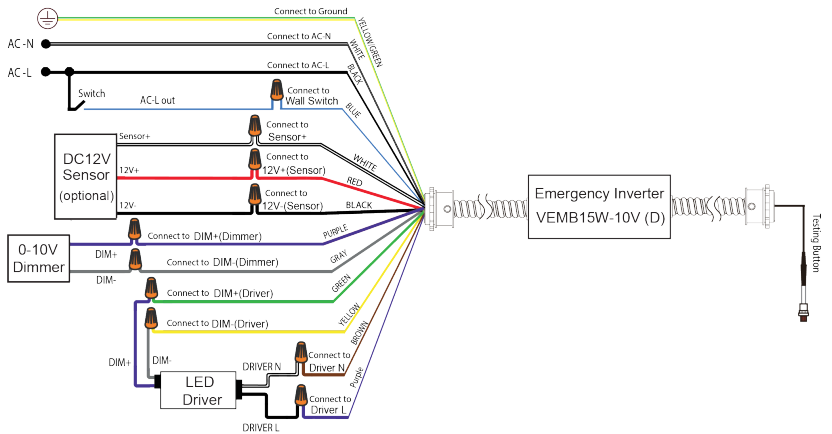 Connect to Ground
YELLOW/GREEN
AC-N
Connect to AC-N
WHITE
AC-L
Connect to AC-L
BLACK
Switch
AC-L out
Connect to
Wall Switch
BLUE
DC12V
Sensor
(optional)
Sensor+
Connect to
Sensor+
WHITE
12V+
Connect to
12V+(Sensor)
RED
12V-
Connect to
12V-(Sensor)
BLACK
Emergency Inverter
VEMB15W-10V (D)
Testing Button
0-10V
Dimmer
DIM+
Connect to DIM+(Dimmer)
PURPLE
DIM-
Connect to DIM-(Dimmer)
GRAY
Connect to DIM+(Driver)
GREEN
Connect to DIM-(Driver)
YELLOW
DIM+
DIM-
LED
Driver
DRIVER N
Connect to
Driver N
BROWN
DRIVER L
Connect to
Driver L
Purple